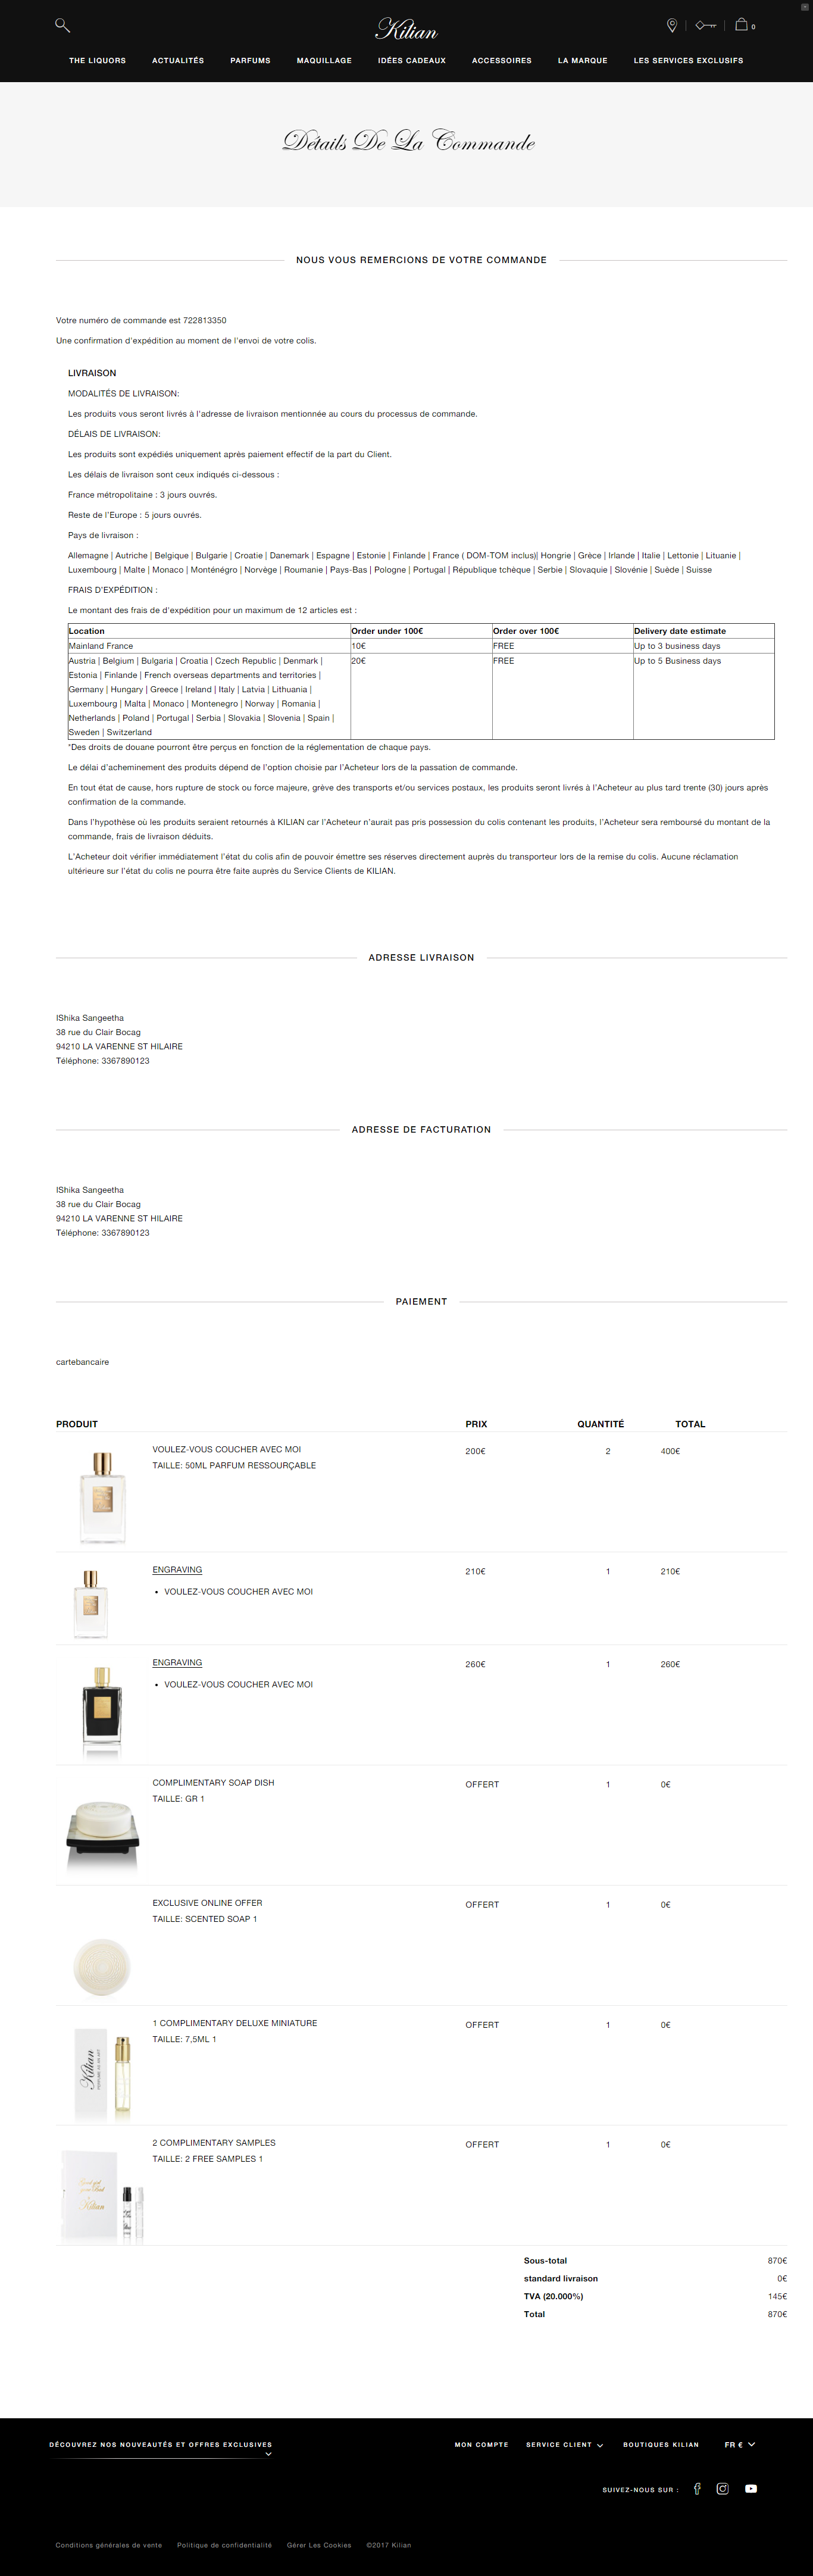 Kilian
0
THE LIQUORS ACTUALITÉS PARFUMS MAQUILLAGE IDÉES CADEAUX ACCESSOIRES LA MARQUE LES SERVICES EXCLUSIFS
Détails De La Commande
NOUS VOUS REMERCIONS DE VOTRE COMMANDE
Votre numéro de commande est 722813350
Une confirmation d'expédition au moment de l'envoi de votre colis.
LIVRAISON
MODALITÉS DE LIVRAISON:
Les produits vous seront livrés à l'adresse de livraison mentionnée au cours du processus de commande.
DÉLAIS DE LIVRAISON:
Les produits sont expédiés uniquement après paiement effectif de la part du Client.
Les délais de livraison sont ceux indiqués ci-dessous :
France métropolitaine : 3 jours ouvrés.
Reste de l'Europe : 5 jours ouvrés.
Pays de livraison :
Allemagne | Autriche | Belgique | Bulgarie | Croatie | Danemark | Espagne | Estonie | Finlande | France ( DOM-TOM inclus)| Hongrie | Grèce | Irlande | Italie | Lettonie | Lituanie |
Luxembourg | Malte | Monaco | Monténégro | Norvège | Roumanie | Pays-Bas | Pologne | Portugal | République tchèque | Serbie | Slovaquie | Slovénie | Suède | Suisse
FRAIS D'EXPÉDITION :
Le montant des frais de d'expédition pour un maximum de 12 articles est :
Location Order under 100€ Order over 100€ Delivery date estimate
Mainland France 10€ FREE Up to 3 business days
Austria | Belgium | Bulgaria | Croatia | Czech Republic | Denmark | 20€ FREE Up to 5 Business days
Estonia | Finlande | French overseas departments and territories |
Germany | Hungary | Greece | Ireland | Italy | Latvia | Lithuania |
Luxembourg | Malta | Monaco | Montenegro | Norway | Romania |
Netherlands | Poland | Portugal | Serbia | Slovakia | Slovenia | Spain |
Sweden | Switzerland
*Des droits de douane pourront être perçus en fonction de la réglementation de chaque pays.
Le délai d'acheminement des produits dépend de l'option choisie par l'Acheteur lors de la passation de commande.
En tout état de cause, hors rupture de stock ou force majeure, grève des transports et/ou services postaux, les produits seront livrés à l'Acheteur au plus tard trente (30) jours après
confirmation de la commande.
Dans l'hypothèse où les produits seraient retournés à KILIAN car l'Acheteur n'aurait pas pris possession du colis contenant les produits, l'Acheteur sera remboursé du montant de la
commande, frais de livraison déduits.
L'Acheteur doit vérifier immédiatement l'état du colis afin de pouvoir émettre ses réserves directement auprès du transporteur lors de la remise du colis. Aucune réclamation
ultérieure sur l'état du colis ne pourra être faite auprès du Service Clients de KILIAN.
ADRESSE LIVRAISON
IShika Sangeetha
38 rue du Clair Bocag
94210 LA VARENNE ST HILAIRE
Téléphone: 3367890123
ADRESSE DE FACTURATION
IShika Sangeetha
38 rue du Clair Bocag
94210 LA VARENNE ST HILAIRE
Téléphone: 3367890123
PAIEMENT
cartebancaire
PRODUIT PRIX QUANTITÉ TOTAL
VOULEZ-VOUS COUCHER AVEC MOI 200€ 2 400€
TAILLE: 50ML PARFUM RESSOURÇABLE
ENGRAVING 210€ 1 210€
• VOULEZ-VOUS COUCHER AVEC MOI
ENGRAVING 260€ 1 260€
• VOULEZ-VOUS COUCHER AVEC MOI
COMPLIMENTARY SOAP DISH OFFERT 1 0€
TAILLE: GR 1
EXCLUSIVE ONLINE OFFER OFFERT 1 0€
TAILLE: SCENTED SOAP 1
1 COMPLIMENTARY DELUXE MINIATURE OFFERT 1 0€
TAILLE: 7,5ML 1
Kilian
2 COMPLIMENTARY SAMPLES OFFERT 1 0€
TAILLE: 2 FREE SAMPLES 1
Kilian
Sous-total 870€
standard livraison 0€
TVA (20.000%) 145€
Total 870€
DÉCOUVREZ NOS NOUVEAUTÉS ET OFFRES EXCLUSIVES
MON COMPTE SERVICE CLIENT BOUTIQUES KILIAN FR €
SUIVEZ-NOUS SUR :
Conditions générales de vente Politique de confidentialité Gérer Les Cookies ©2017 Kilian